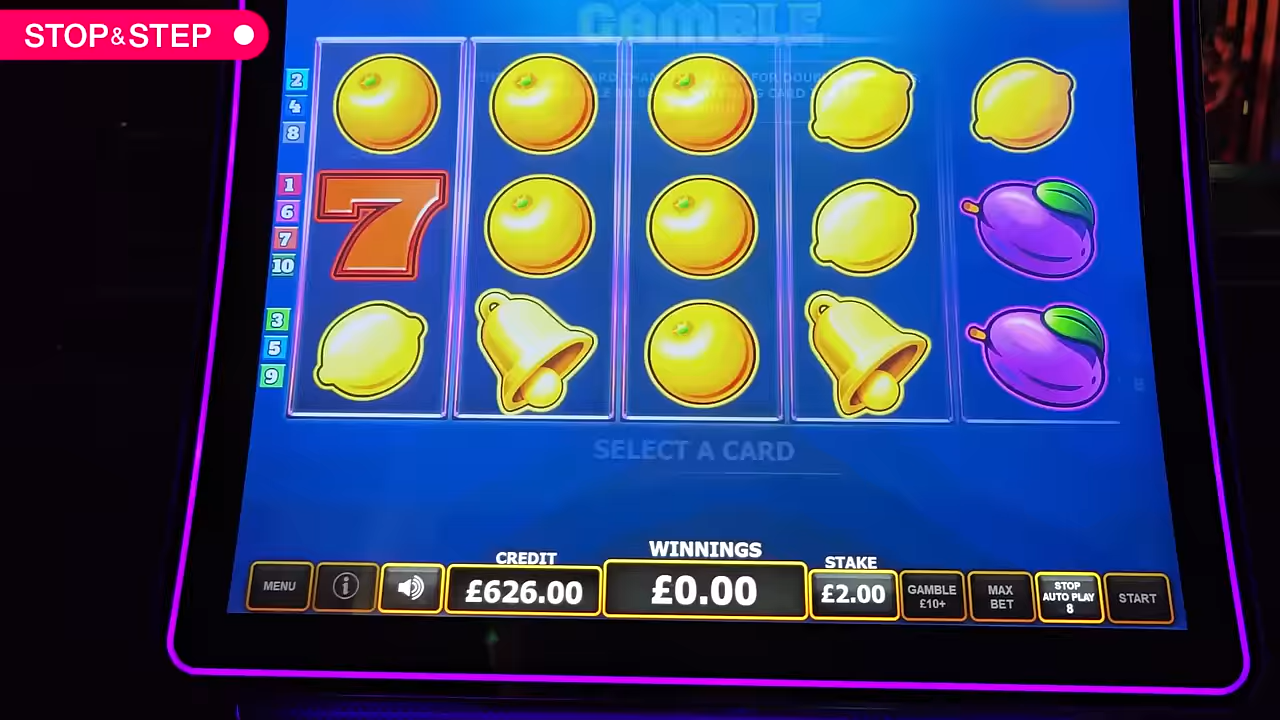 STOP&STEP
GAMBLE
2
4
8
1
6
7
10
3
5
9
7
SELECT A CARD
CREDIT
WINNINGS
STAKE
MENU
£626.00
£0.00
£2.00
GAMBLE
£10+
MAX
BET
STOP
AUTO PLAY
8
START